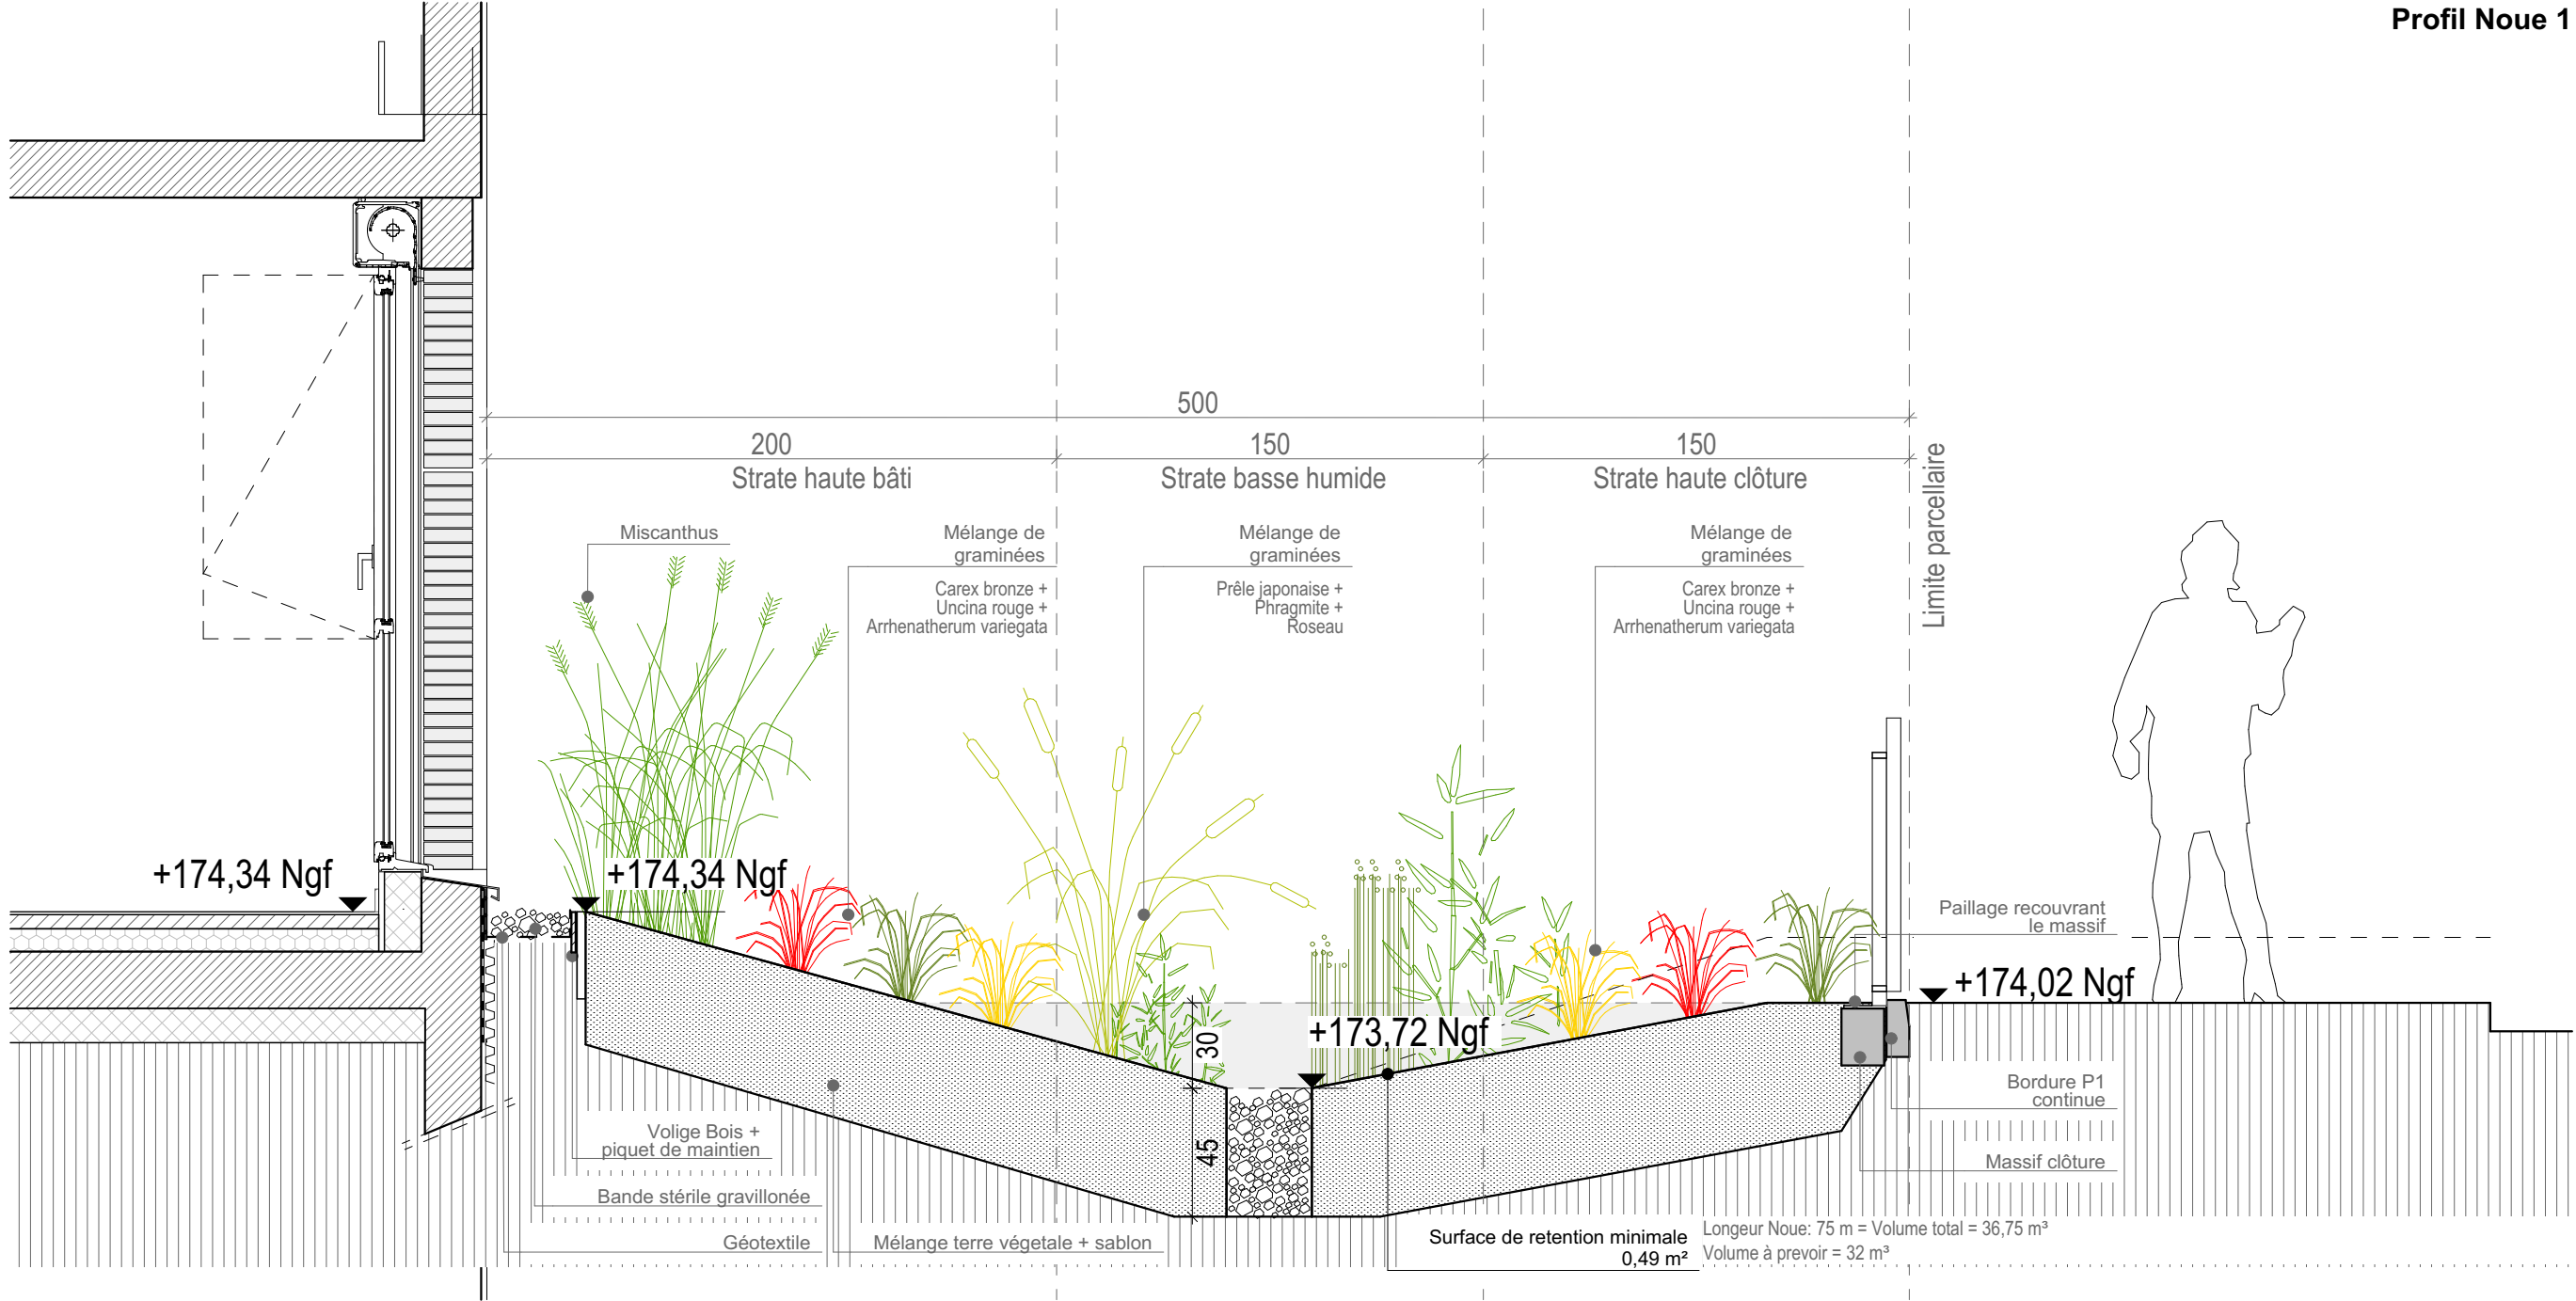 Profil Noue 1
500
200
150
150
Strate haute bâti
Strate basse humide
Strate haute clôture
Limite parcellaire
Miscanthus
Mélange de
graminées
Carex bronze +
Uncina rouge +
Arrhenatherum variegata
Mélange de
graminées
Prêle japonaise +
Phragmite +
Roseau
Mélange de
graminées
Carex bronze +
Uncina rouge +
Arrhenatherum variegata
+174,34 Ngf
+174,34 Ngf
Paillage recouvrant
le massif
+174,02 Ngf
+173,72 Ngf
30
45
Bordure P1
continue
Massif clôture
Volige Bois +
piquet de maintien
Bande stérile gravillonée
Géotextile
Mélange terre végetale + sablon
Surface de retention minimale
0,49 m²
Longeur Noue: 75 m = Volume total = 36,75 m³
Volume à prevoir = 32 m³